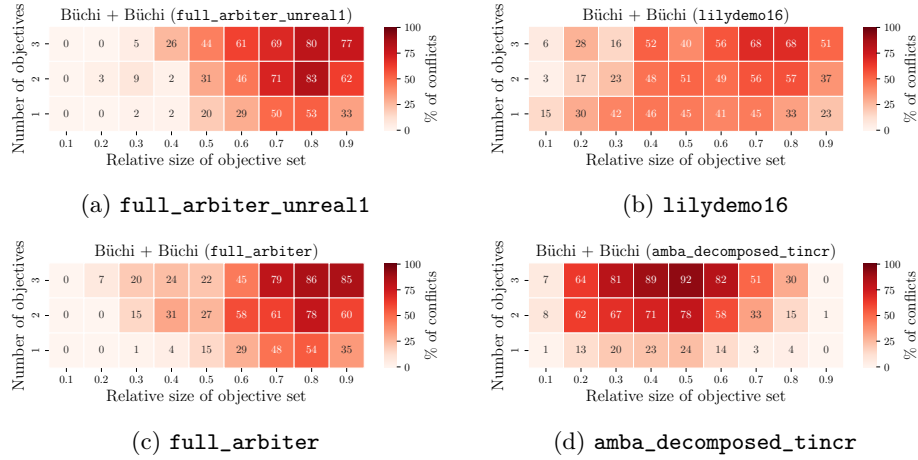 Büchi + Büchi (full_arbiter_unreal1)
Number of objectives
3 0 0 5 26 44 61 69 80 77
2 0 3 9 2 31 46 71 83 62
1 0 0 2 2 20 29 50 53 33
0.1 0.2 0.3 0.4 0.5 0.6 0.7 0.8 0.9
Relative size of objective set
100
75
50
25
0
% of conflicts
(a) full_arbiter_unreal1
Büchi + Büchi (lilydemo16)
Number of objectives
3 6 28 16 52 40 56 68 68 51
2 3 17 23 48 51 49 56 57 37
1 15 30 42 46 45 41 45 33 23
0.1 0.2 0.3 0.4 0.5 0.6 0.7 0.8 0.9
Relative size of objective set
100
75
50
25
0
% of conflicts
(b) lilydemo16
Büchi + Büchi (full_arbiter)
Number of objectives
3 0 7 20 24 22 45 79 86 85
2 0 0 15 31 27 58 61 78 60
1 0 0 1 4 15 29 48 54 35
0.1 0.2 0.3 0.4 0.5 0.6 0.7 0.8 0.9
Relative size of objective set
100
75
50
25
0
% of conflicts
(c) full_arbiter
Büchi + Büchi (amba_decomposed_tincr)
Number of objectives
3 7 64 81 89 92 82 51 30 0
2 8 62 67 71 78 58 33 15 1
1 1 13 20 23 24 14 3 4 0
0.1 0.2 0.3 0.4 0.5 0.6 0.7 0.8 0.9
Relative size of objective set
100
75
50
25
0
% of conflicts
(d) amba_decomposed_tincr